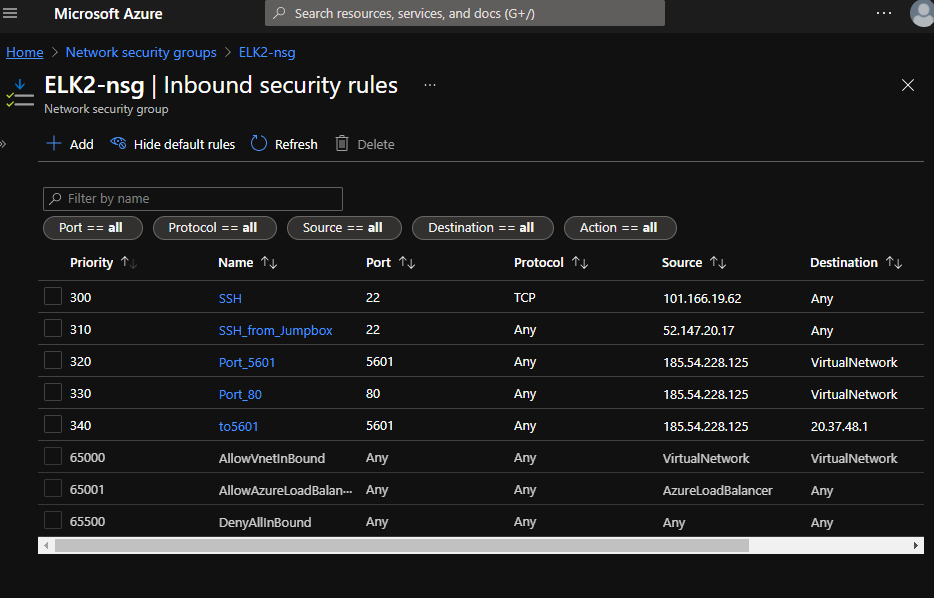 Microsoft Azure
Search resources, services, and docs (G+/)
Home > Network security groups > ELK2-nsg
ELK2-nsg | Inbound security rules ...
Network security group
Add Hide default rules Refresh Delete
Filter by name
Port == all Protocol == all Source == all Destination == all Action == all
Priority Name Port Protocol Source Destination
300 SSH 22 TCP 101.166.19.62 Any
310 SSH_from_Jumpbox 22 Any 52.147.20.17 Any
320 Port_5601 5601 Any 185.54.228.125 VirtualNetwork
330 Port_80 80 Any 185.54.228.125 VirtualNetwork
340 to5601 5601 Any 185.54.228.125 20.37.48.1
65000 AllowVnetInBound Any Any VirtualNetwork VirtualNetwork
65001 AllowAzureLoadBalan··· Any Any AzureLoadBalancer Any
65500 DenyAllInBound Any Any Any Any